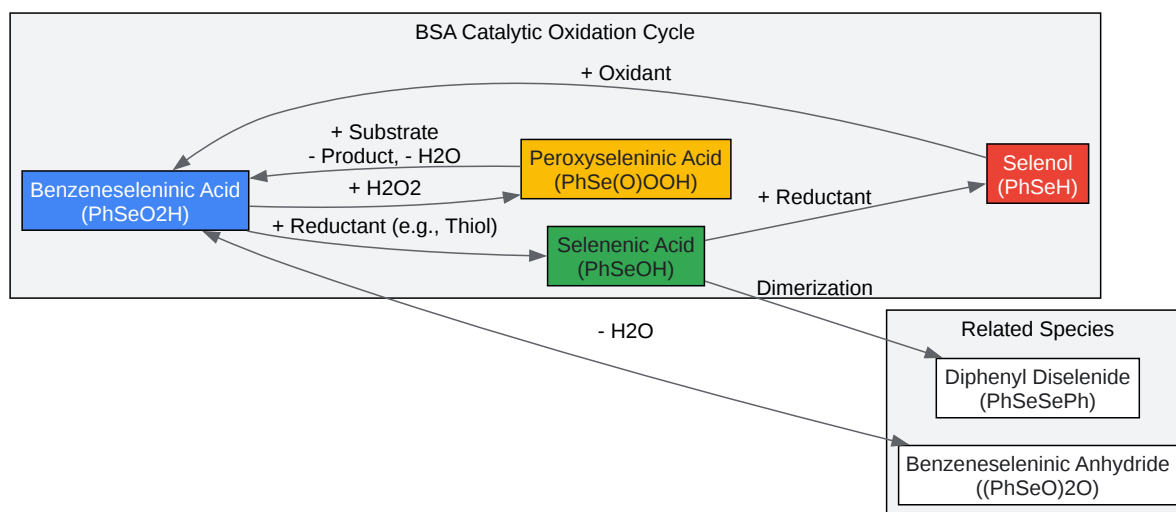 BSA Catalytic Oxidation Cycle
+ Oxidant
+ Substrate
- Product, - H2O
Peroxyseleninic Acid
(PhSe(O)OOH)
Selenol
(PhSeH)
Benzeneseleninic Acid
(PhSeO2H)
+ H2O2
+ Reductant
+ Reductant (e.g., Thiol)
Selenenic Acid
(PhSeOH)
Dimerization
- H2O
Related Species
Diphenyl Diselenide
(PhSeSePh)
Benzeneseleninic Anhydride
((PhSeO)2O)